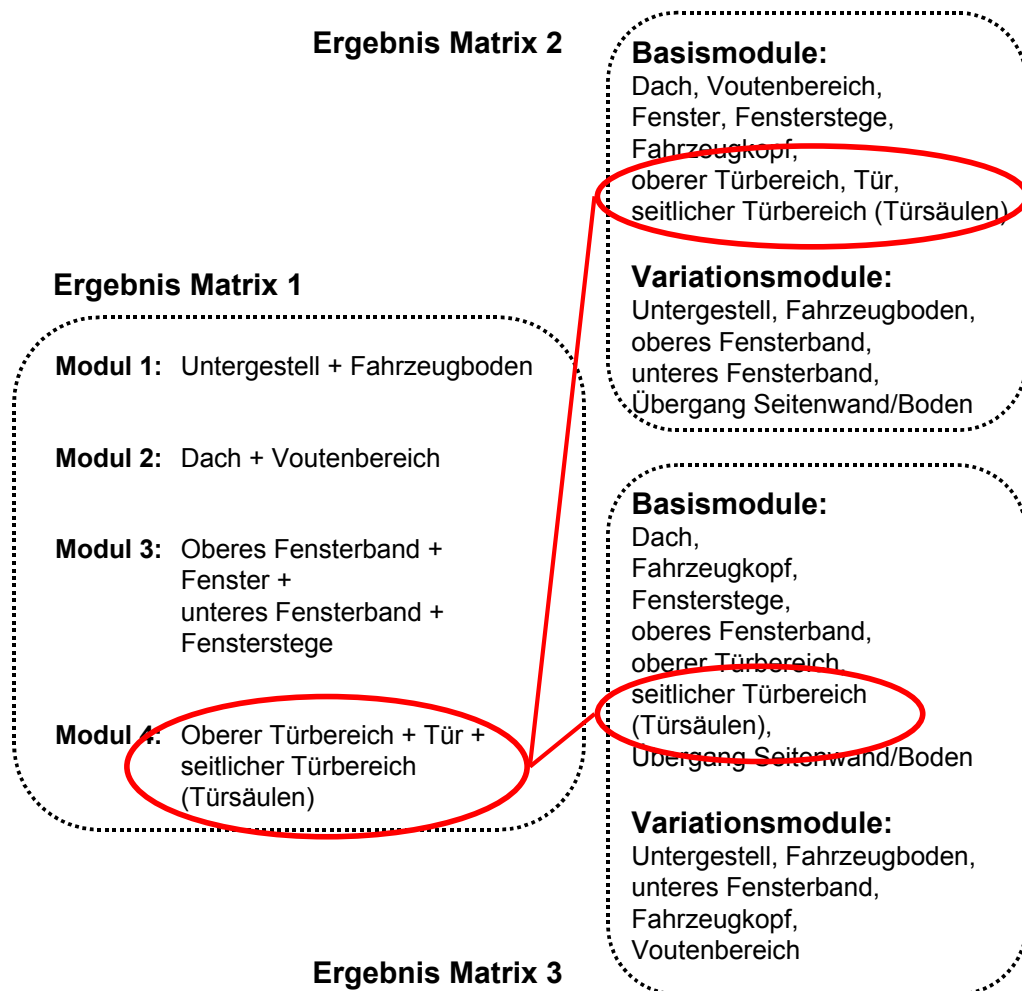 Ergebnis Matrix 2
Basismodule:
Dach, Voutenbereich,
Fenster, Fensterstege,
Fahrzeugkopf,
oberer Türbereich, Tür,
seitlicher Türbereich (Türsäulen)
Variationsmodule:
Untergestell, Fahrzeugboden,
oberes Fensterband,
unteres Fensterband,
Übergang Seitenwand/Boden
Ergebnis Matrix 1
Modul 1: Untergestell + Fahrzeugboden
Modul 2: Dach + Voutenbereich
Modul 3: Oberes Fensterband +
Fenster +
unteres Fensterband +
Fensterstege
Modul 4: Oberer Türbereich + Tür +
seitlicher Türbereich
(Türsäulen)
Basismodule:
Dach,
Fahrzeugkopf,
Fensterstege,
oberes Fensterband,
oberer Türbereich,
seitlicher Türbereich
(Türsäulen),
Übergang Seitenwand/Boden
Variationsmodule:
Untergestell, Fahrzeugboden,
unteres Fensterband,
Fahrzeugkopf,
Voutenbereich
Ergebnis Matrix 3